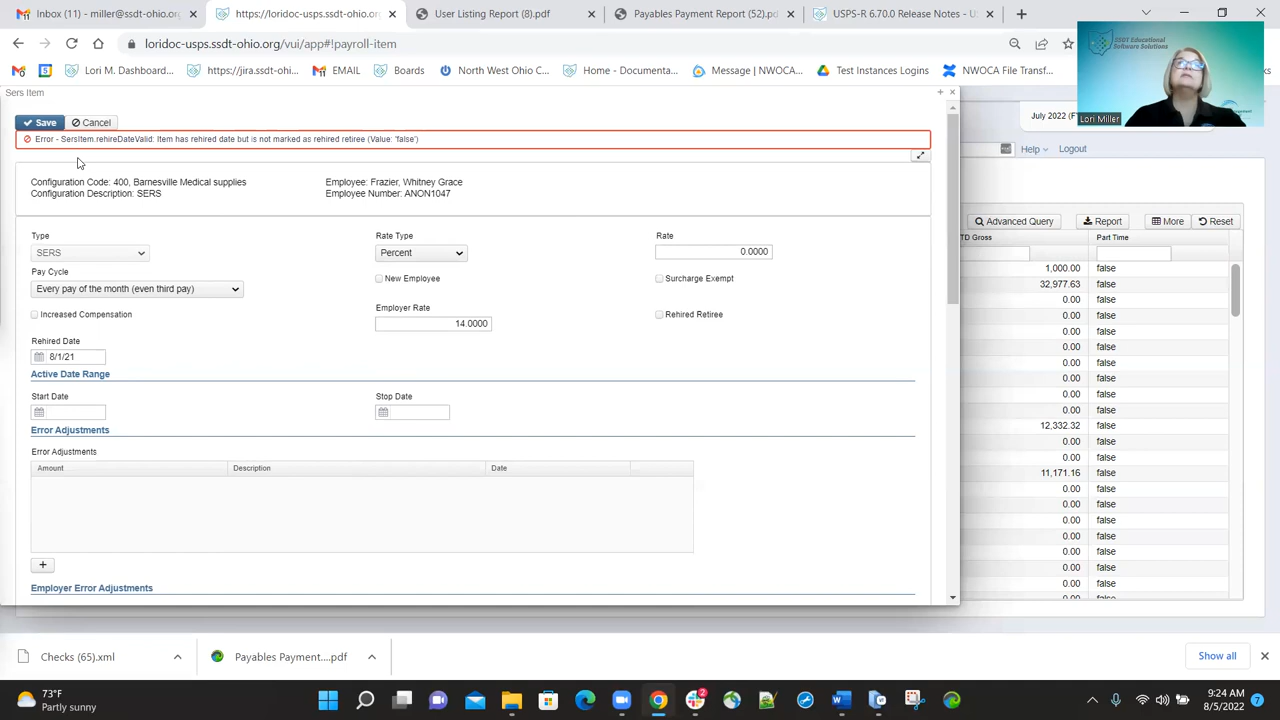 Inbox (11) - miller@ssdt-ohio.org
https://loridoc-usps.ssdt-ohio.org
User Listing Report (9).pdf
Payables Payment Report (52).pd
USPS-R 6.70.0 Release Notes - U
loridoc-usps.ssdt-ohio.org/vui/app#!payroll-item
Lori M. Dashboard...
https://jira.ssdt-ohi...
EMAIL
Boards
North West Ohio C...
Home - Documenta...
Message | NWOCA...
Test Instances Logins
NWOCA File Transf...
SSDT Educational
Software Solutions
Lori Miller
Sers Item
July 2022 (F
Save
Cancel
Error - SersItem.rehireDateValid: Item has rehired date but is not marked as rehired retiree (Value: 'false')
Help
Logout
Configuration Code: 400, Barnesville Medical supplies
Employee: Frazier, Whitney Grace
Configuration Description: SERS
Employee Number: ANON1047
Advanced Query
Report
More
Reset
Type
Rate Type
Rate
TD Gross
Part Time
SERS
Percent
0.0000
Pay Cycle
New Employee
Surcharge Exempt
Every pay of the month (even third pay)
Increased Compensation
Employer Rate
14.0000
Rehired Retiree
Rehired Date
8/1/21
Active Date Range
Start Date
Stop Date
Error Adjustments
Error Adjustments
Amount
Description
Date
+
Employer Error Adjustments
1,000.00 false
32,977.63 false
0.00 false
0.00 false
0.00 false
0.00 false
0.00 false
0.00 false
0.00 false
0.00 false
12,332.32 false
0.00 false
0.00 false
11,171.16 false
0.00 false
0.00 false
0.00 false
0.00 false
0.00 false
0.00 false
0.00 false
Checks (65).xml
Payables Payment....pdf
Show all
73°F
Partly sunny
2
9:24 AM
8/5/2022
7